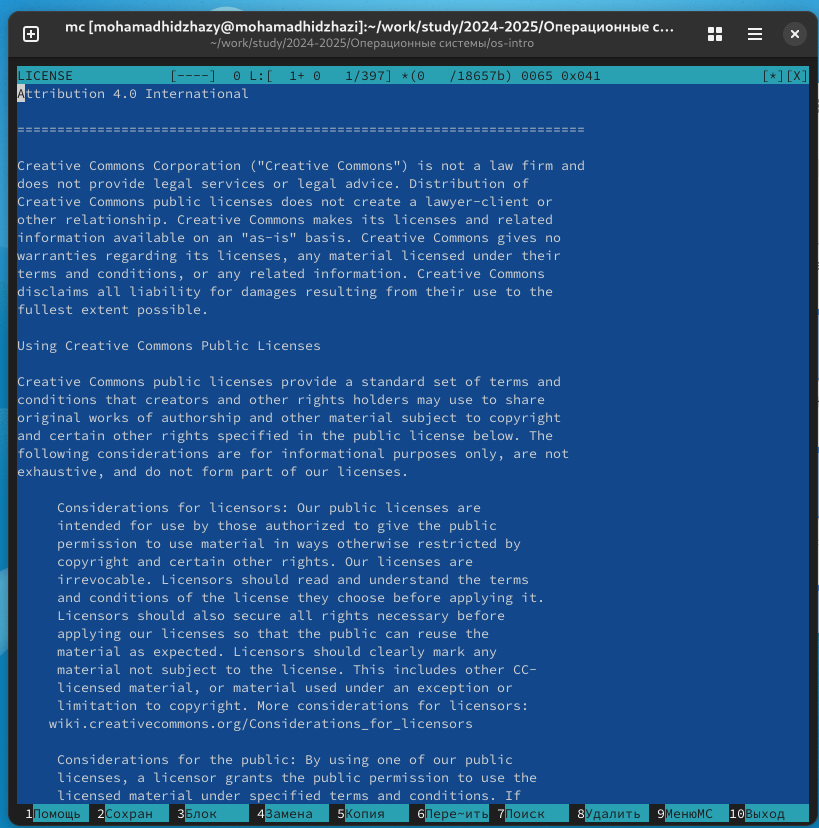 mc [mohamadhidzhazy@mohamadhidzhazi]:~/work/study/2024-2025/Операционные с…
~/work/study/2024-2025/Операционные системы/os-intro
LICENSE            [----]  0 L:[  1+ 0   1/397] *(0   /18657b) 0065 0x041                    [*][X]
Attribution 4.0 International
=======================================================================
Creative Commons Corporation ("Creative Commons") is not a law firm and
does not provide legal services or legal advice. Distribution of
Creative Commons public licenses does not create a lawyer-client or
other relationship. Creative Commons makes its licenses and related
information available on an "as-is" basis. Creative Commons gives no
warranties regarding its licenses, any material licensed under their
terms and conditions, or any related information. Creative Commons
disclaims all liability for damages resulting from their use to the
fullest extent possible.
Using Creative Commons Public Licenses
Creative Commons public licenses provide a standard set of terms and
conditions that creators and other rights holders may use to share
original works of authorship and other material subject to copyright
and certain other rights specified in the public license below. The
following considerations are for informational purposes only, are not
exhaustive, and do not form part of our licenses.
     Considerations for licensors: Our public licenses are
     intended for use by those authorized to give the public
     permission to use material in ways otherwise restricted by
     copyright and certain other rights. Our licenses are
     irrevocable. Licensors should read and understand the terms
     and conditions of the license they choose before applying it.
     Licensors should also secure all rights necessary before
     applying our licenses so that the public can reuse the
     material as expected. Licensors should clearly mark any
     material not subject to the license. This includes other CC-
     licensed material, or material used under an exception or
     limitation to copyright. More considerations for licensors:
    wiki.creativecommons.org/Considerations_for_licensors
     Considerations for the public: By using one of our public
     licenses, a licensor grants the public permission to use the
     licensed material under specified terms and conditions. If
1Помощь 2Сохран 3Блок 4Замена 5Копия 6Пере~ить 7Поиск 8Удалить 9МенюMC 10Выход